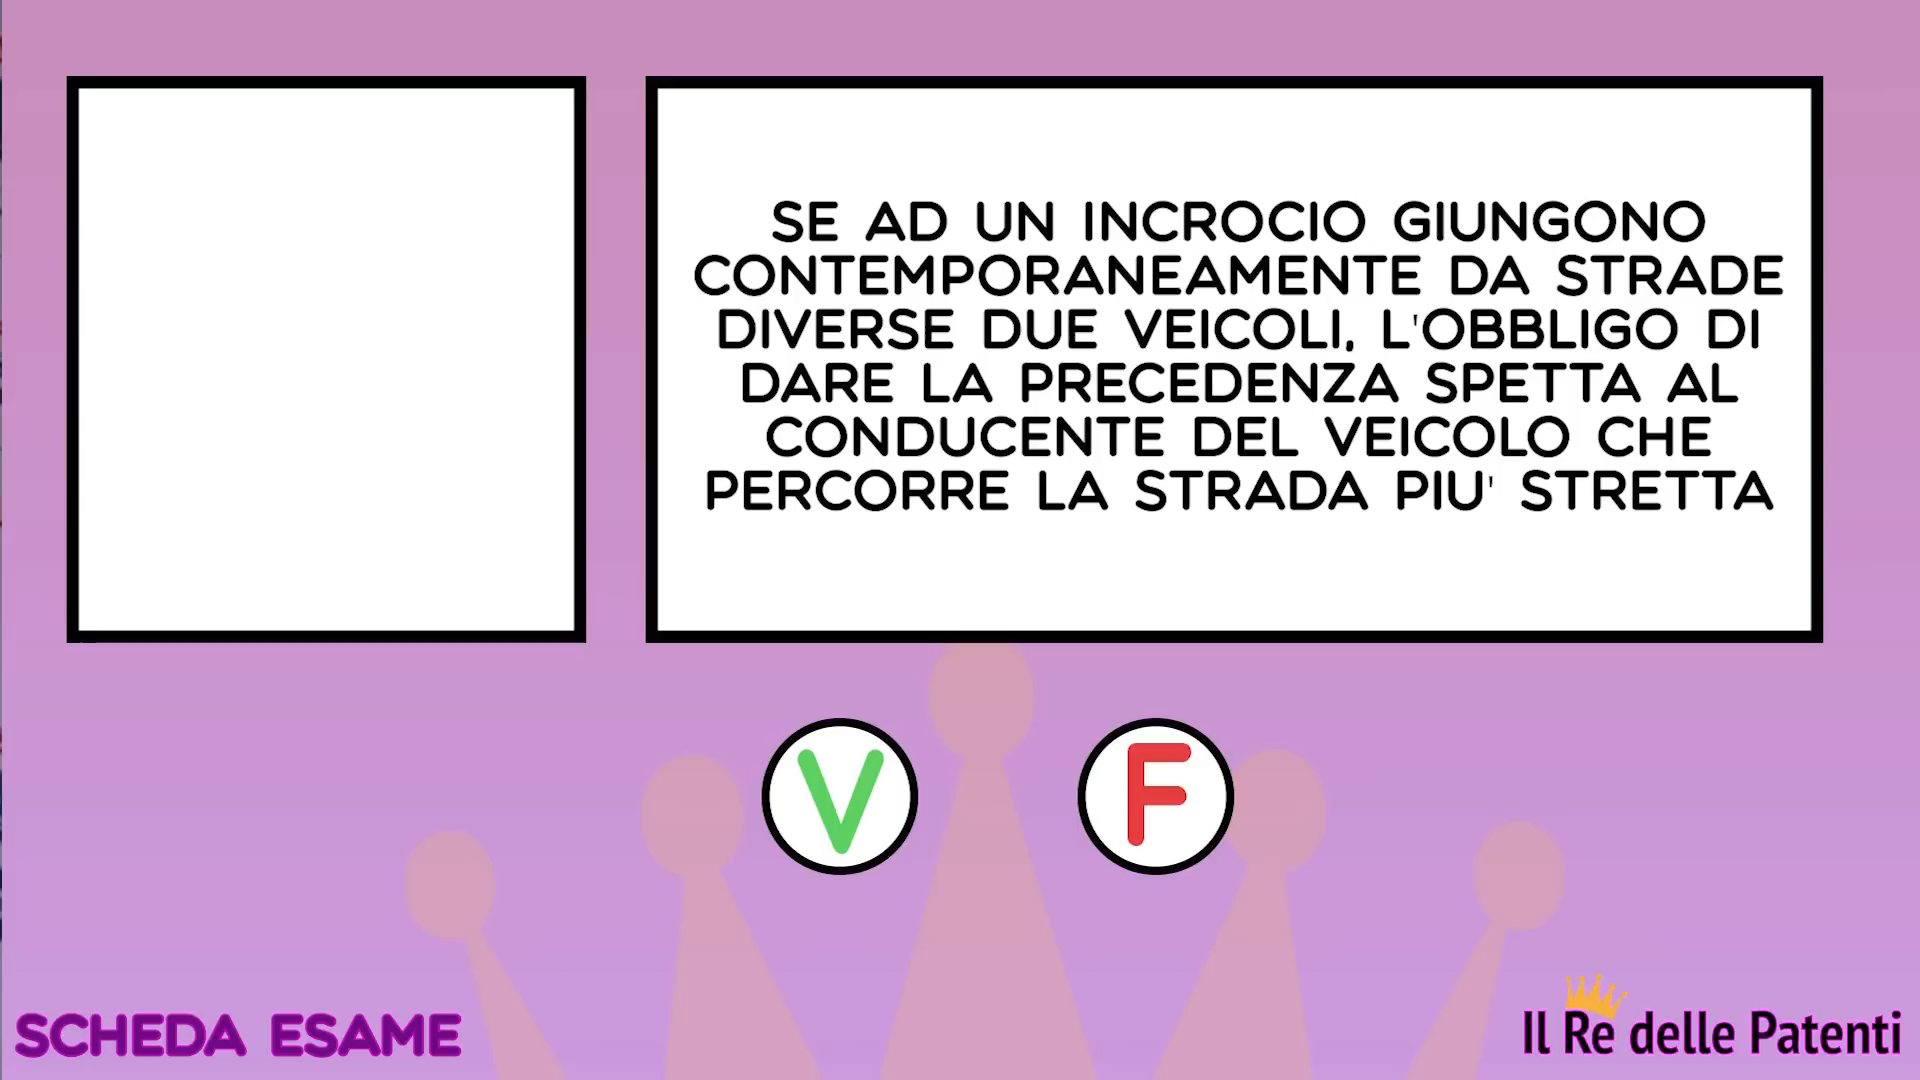 SE AD UN INCROCIO GIUNGONO
CONTEMPORANEAMENTE DA STRADE
DIVERSE DUE VEICOLI, L'OBBLIGO DI
DARE LA PRECEDENZA SPETTA AL
CONDUCENTE DEL VEICOLO CHE
PERCORRE LA STRADA PIU' STRETTA
V F
SCHEDA ESAME
Il Re delle Patenti